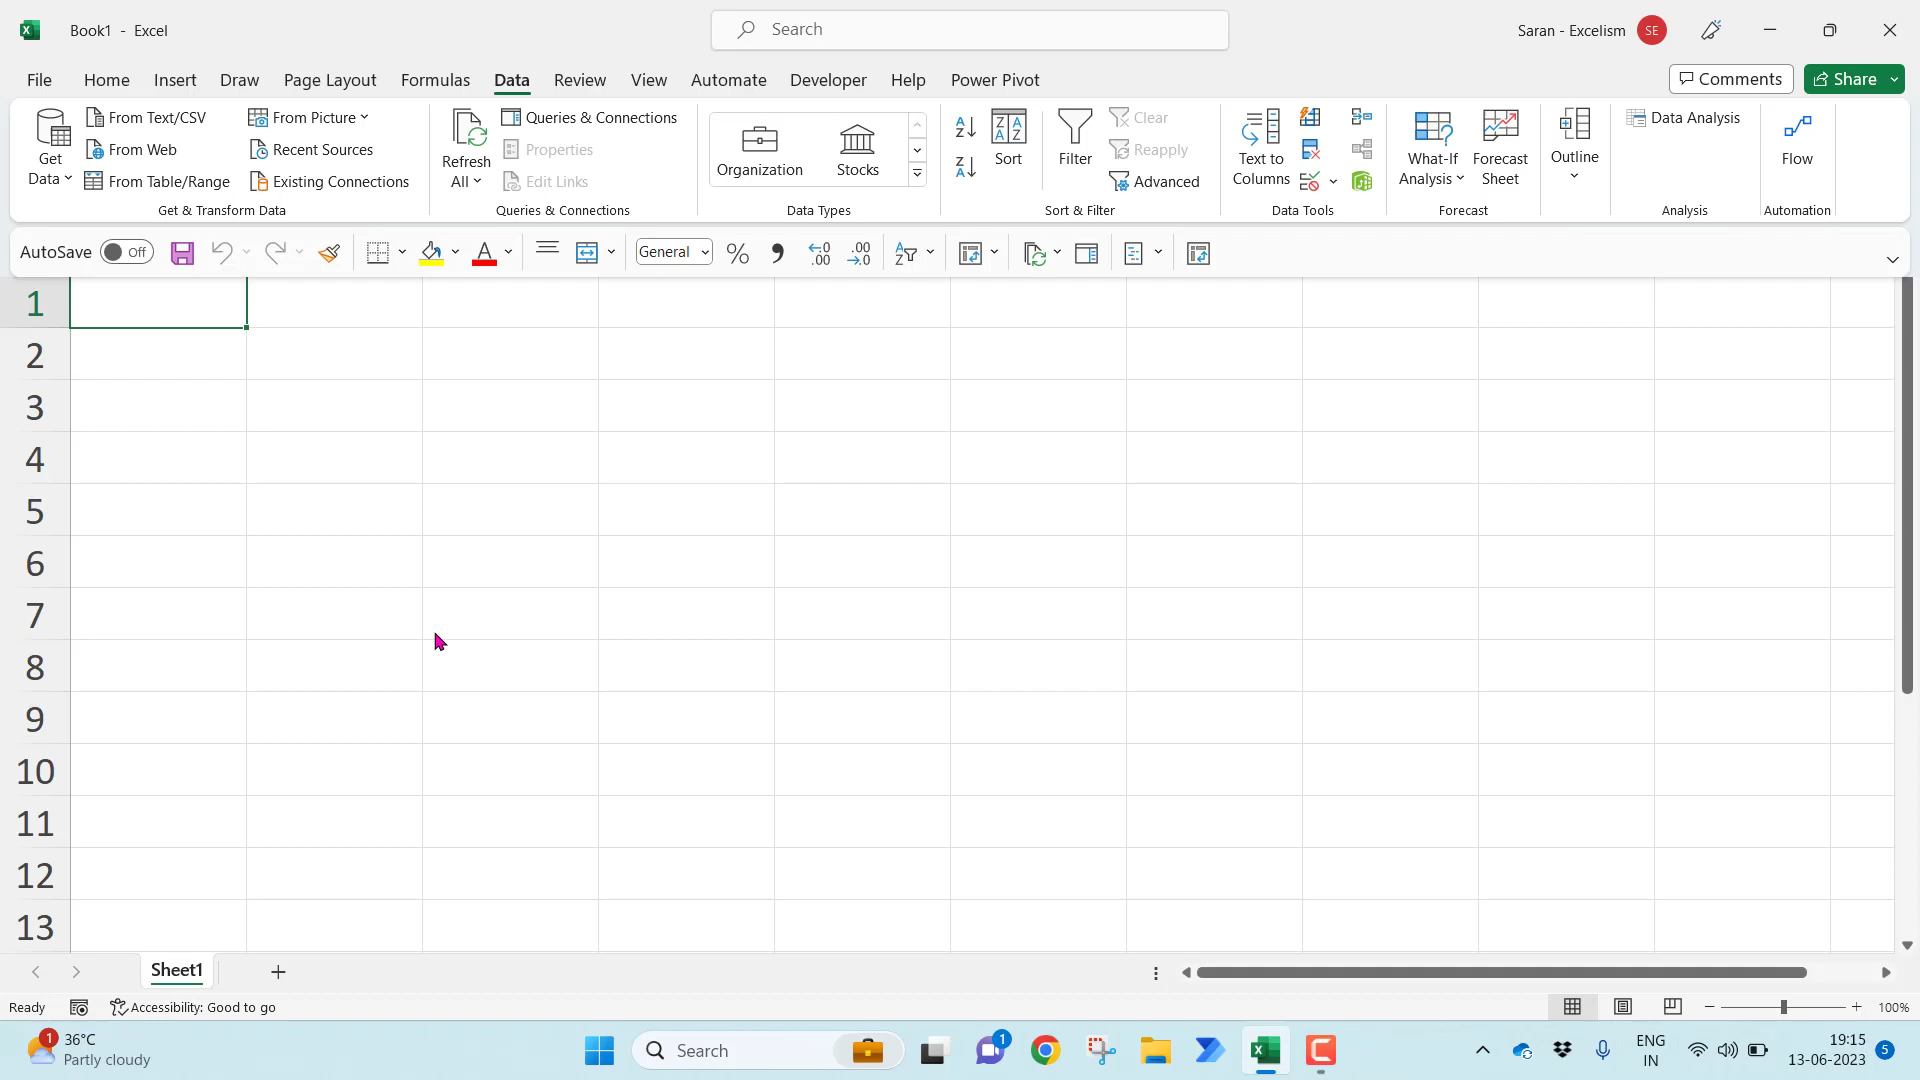 Book1 - Excel
Search
Saran - Excelism
SE
File Home Insert Draw Page Layout Formulas Data Review View Automate Developer Help Power Pivot
Comments
Share
Get Data
From Text/CSV
From Web
From Table/Range
From Picture
Recent Sources
Existing Connections
Get & Transform Data
Refresh All
Queries & Connections
Properties
Edit Links
Queries & Connections
Organization
Stocks
Data Types
Sort
Filter
Clear
Reapply
Advanced
Sort & Filter
Text to Columns
Data Tools
What-If Analysis
Forecast Sheet
Forecast
Outline
Data Analysis
Analysis
Flow
Automation
AutoSave Off
General
1
2
3
4
5
6
7
8
9
10
11
12
13
Sheet1
Ready
Accessibility: Good to go
100%
1
36°C
Partly cloudy
Search
1
ENG
IN
19:15
13-06-2023
5